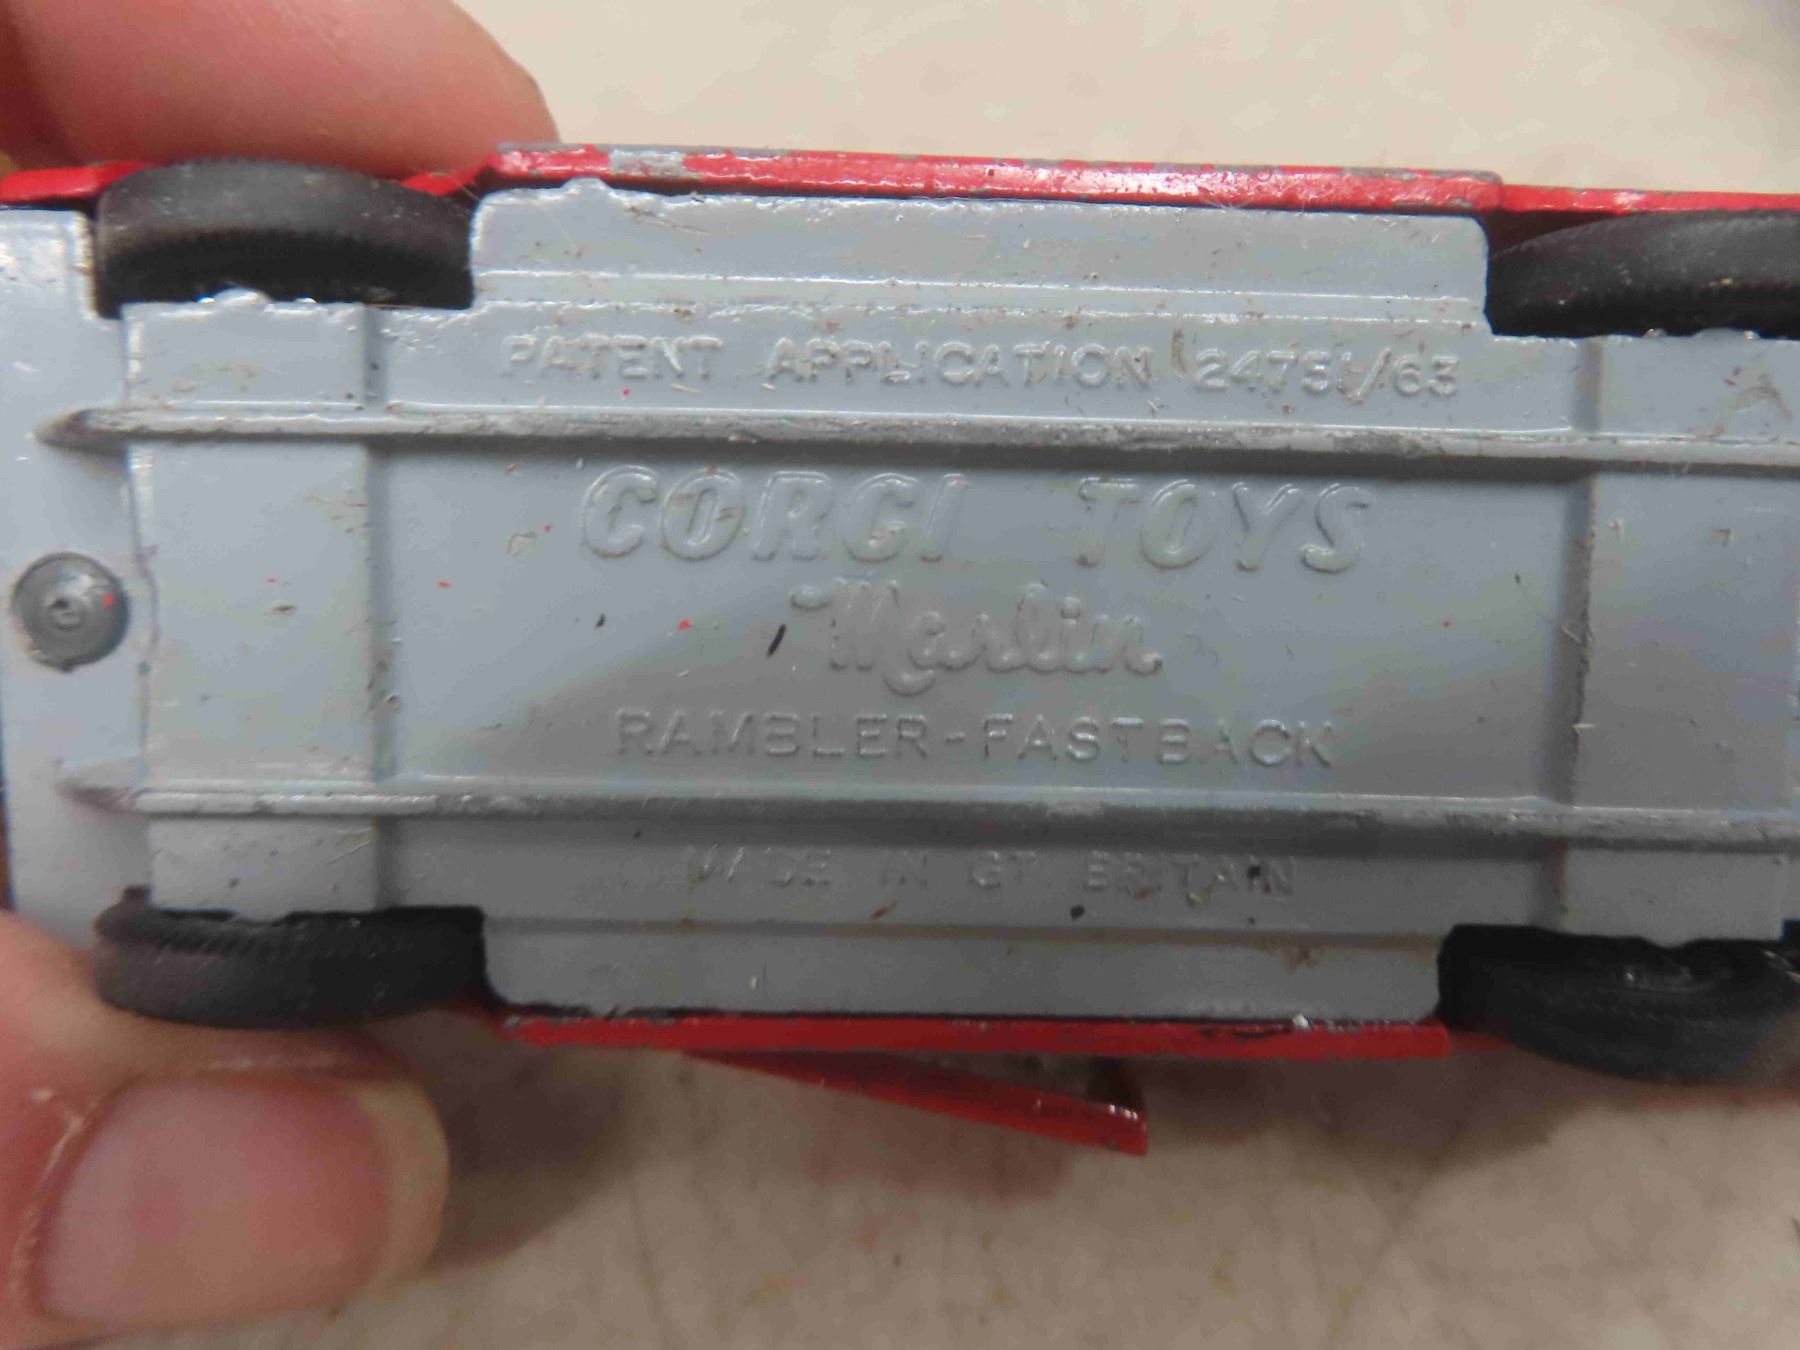 PATENT APPLICATION 24751/63
CORGI TOYS
Marlin
RAMBLER-FASTBACK
MADE IN GT. BRITAIN